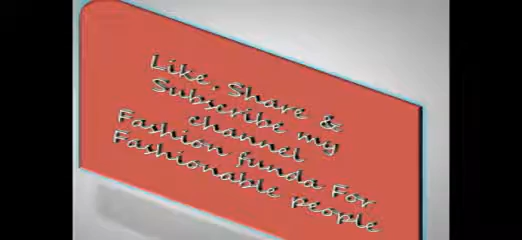 Like, Share &
Subscribe my
channel
Fashion funda For
Fashionable people